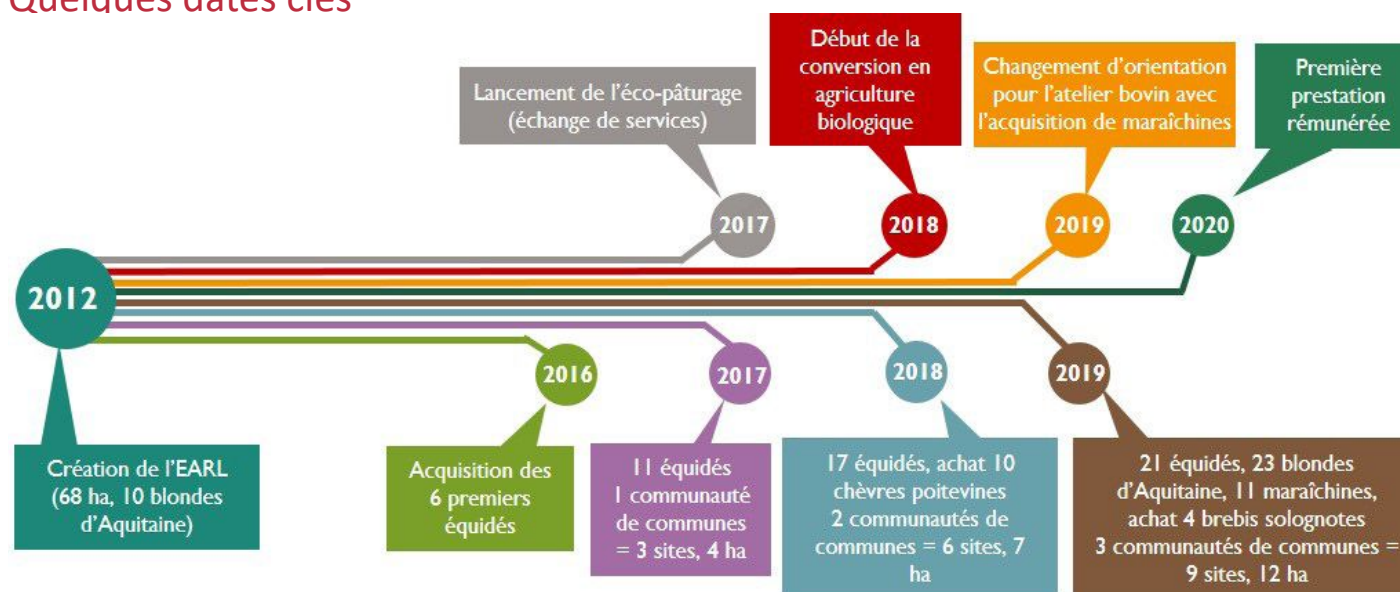 Quelques dates clés
Lancement de l'éco-pâturage
(échange de services)
Début de la
conversion en
agriculture
biologique
Changement d'orientation
pour l'atelier bovin avec
l'acquisition de maraîchines
Première
prestation
rémunérée
2017
2018
2019
2020
2012
2016
2017
2018
2019
Création de l'EARL
(68 ha, 10 blondes
d'Aquitaine)
Acquisition des
6 premiers
équidés
11 équidés
1 communauté
de communes
= 3 sites, 4 ha
17 équidés, achat 10
chèvres poitevines
2 communautés de
communes = 6 sites, 7
ha
21 équidés, 23 blondes
d'Aquitaine, 11 maraîchines,
achat 4 brebis solognotes
3 communautés de communes =
9 sites, 12 ha